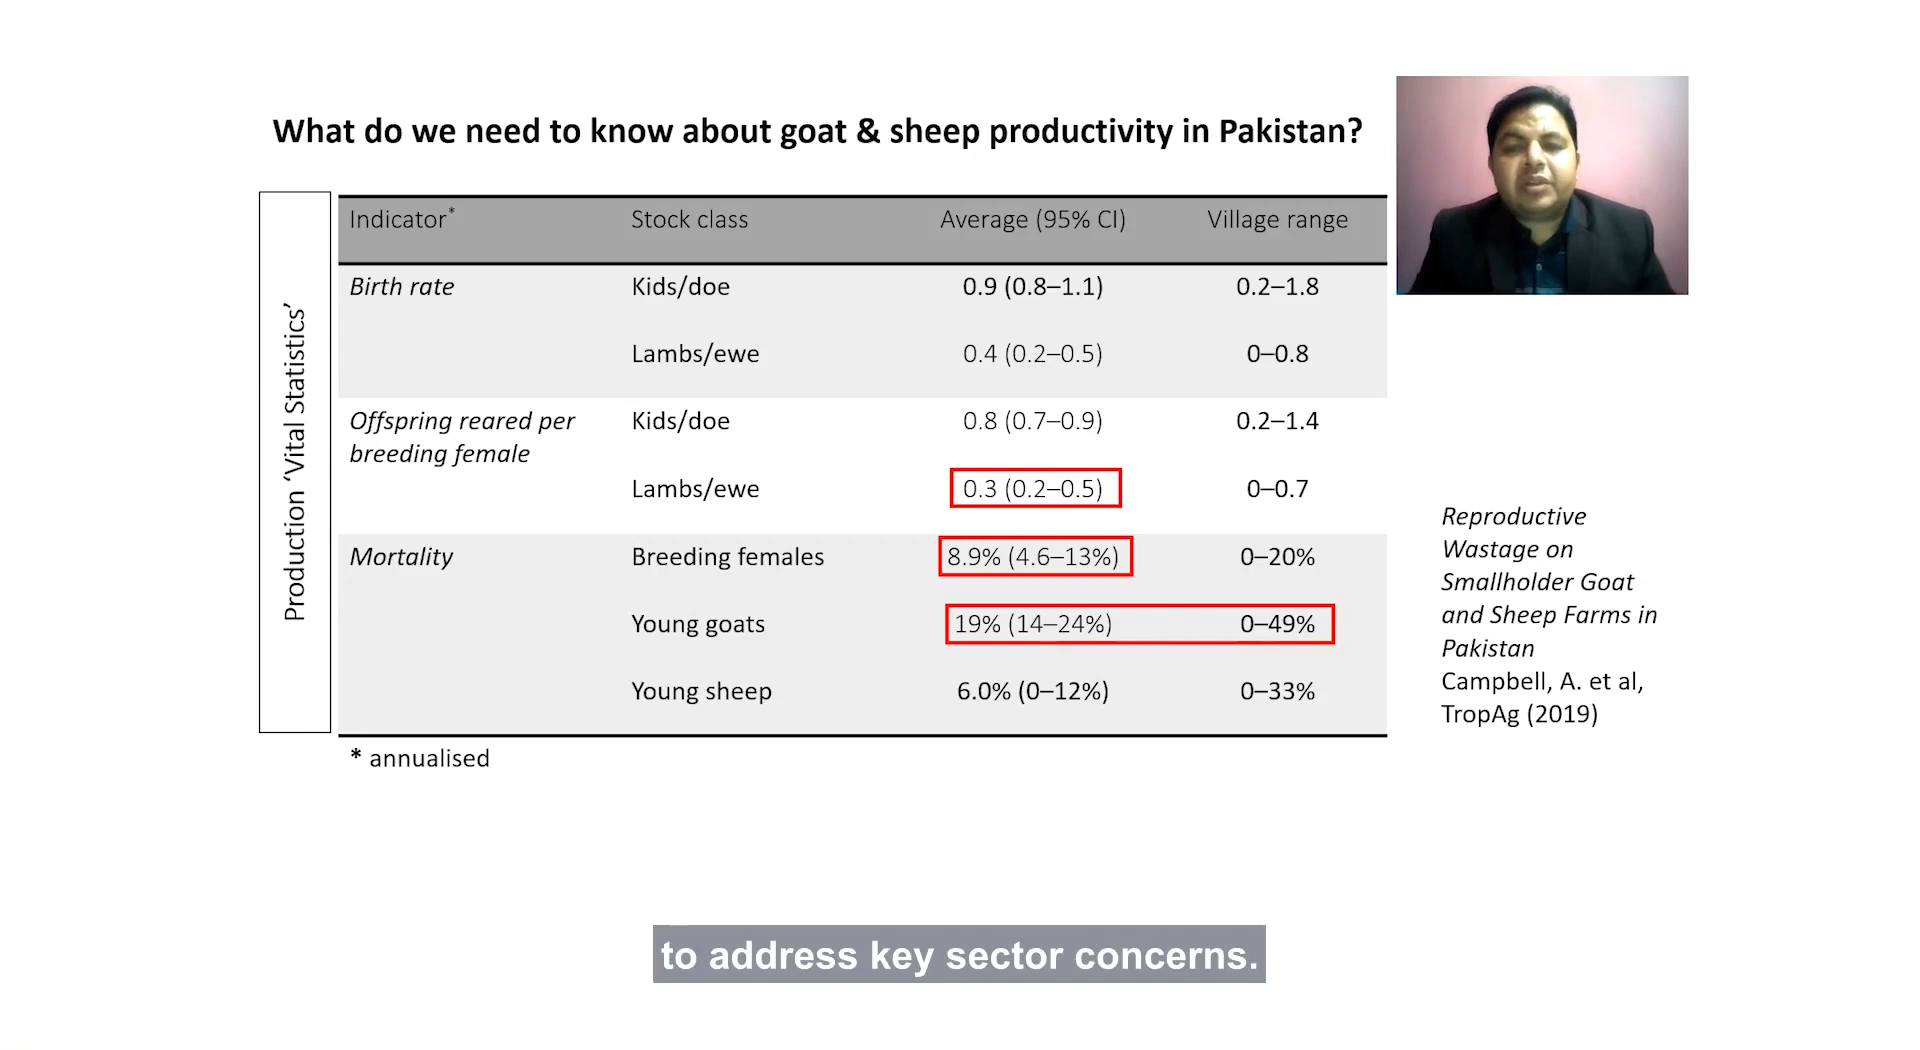 What do we need to know about goat & sheep productivity in Pakistan?
Production ‘Vital Statistics’
Indicator* Stock class Average (95% CI) Village range
Birth rate Kids/doe 0.9 (0.8–1.1) 0.2–1.8
Lambs/ewe 0.4 (0.2–0.5) 0–0.8
Offspring reared per Kids/doe 0.8 (0.7–0.9) 0.2–1.4
breeding female
Lambs/ewe 0.3 (0.2–0.5) 0–0.7
Mortality Breeding females 8.9% (4.6–13%) 0–20%
Young goats 19% (14–24%) 0–49%
Young sheep 6.0% (0–12%) 0–33%
* annualised
Reproductive
Wastage on
Smallholder Goat
and Sheep Farms in
Pakistan
Campbell, A. et al,
TropAg (2019)
to address key sector concerns.